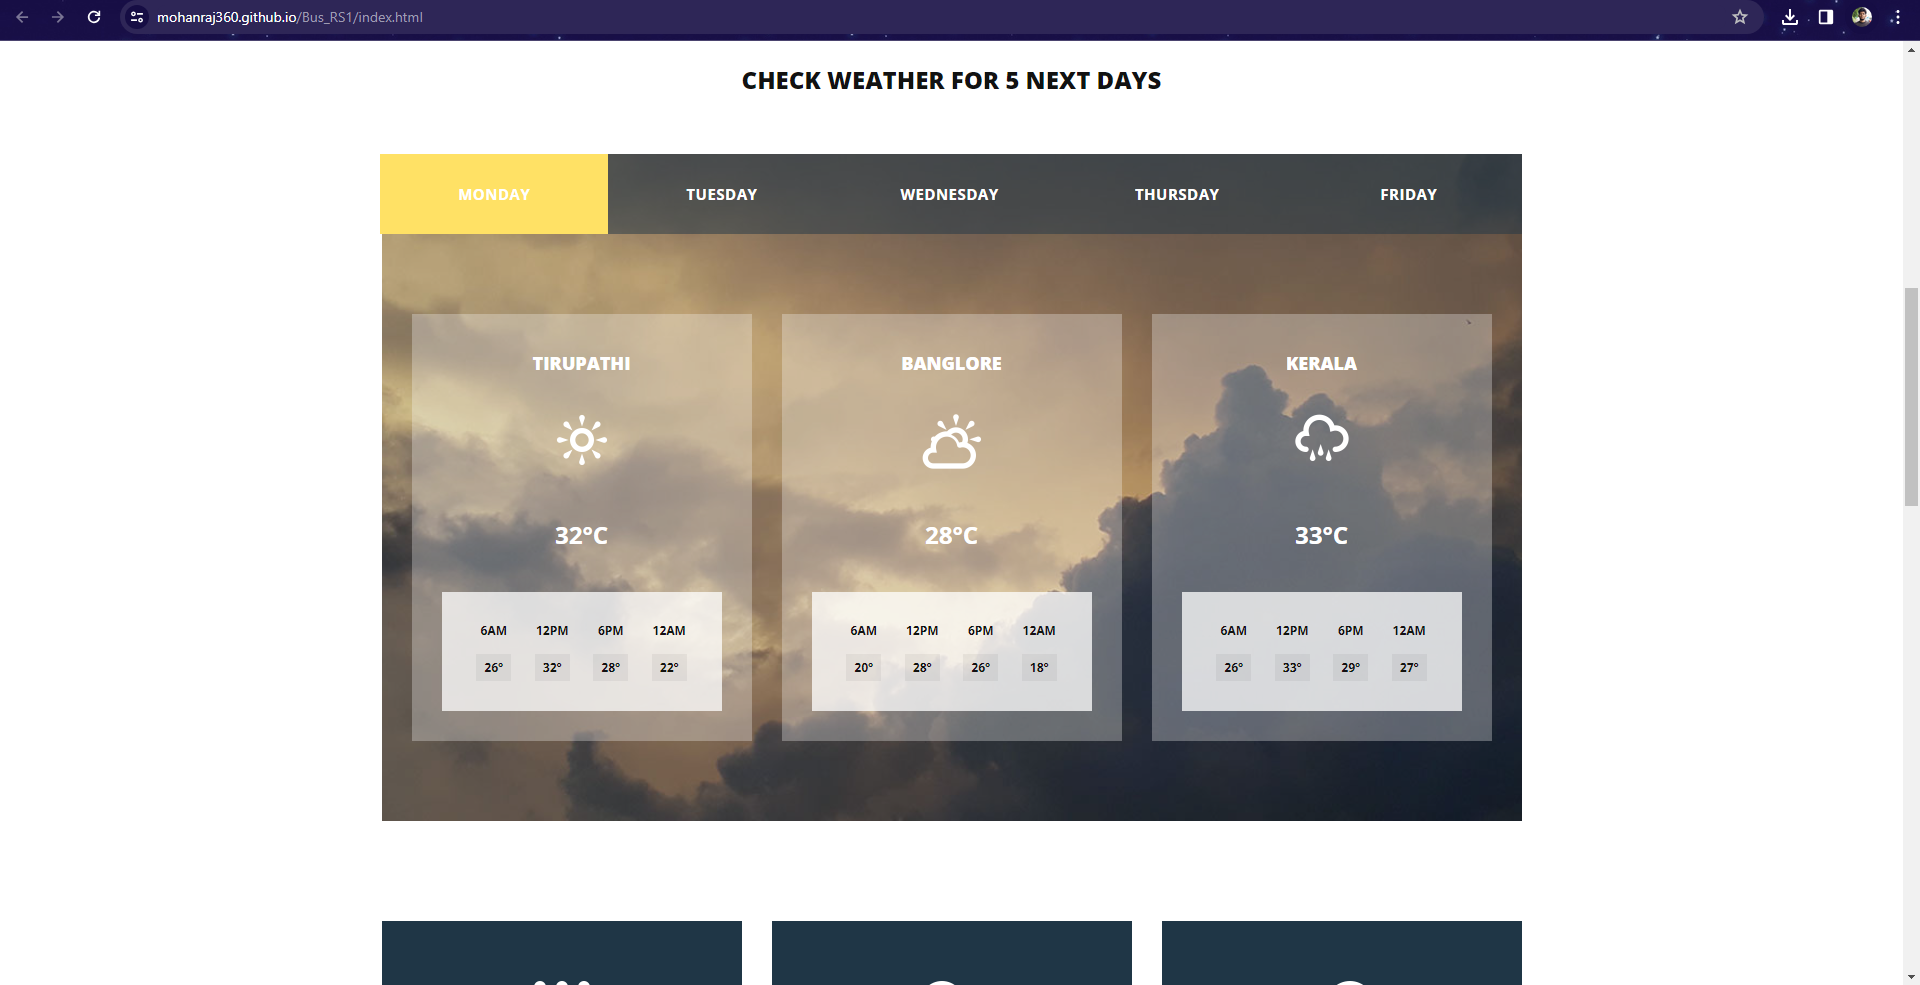 mohanraj360.github.io/Bus_RS1/index.html
CHECK WEATHER FOR 5 NEXT DAYS
MONDAY TUESDAY WEDNESDAY THURSDAY FRIDAY
TIRUPATHI
32°C
6AM 12PM 6PM 12AM
26° 32° 28° 22°
BANGLORE
28°C
6AM 12PM 6PM 12AM
20° 28° 26° 18°
KERALA
33°C
6AM 12PM 6PM 12AM
26° 33° 29° 27°